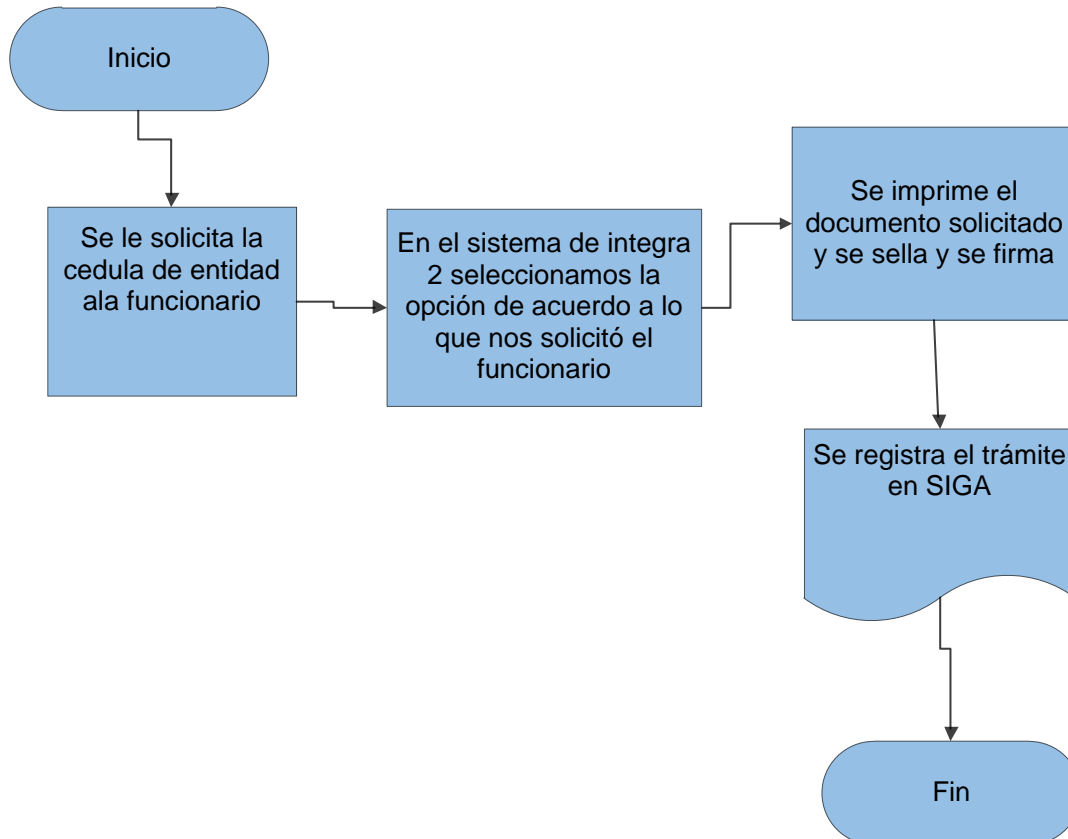 Inicio
Se le solicita la
cedula de entidad
ala funcionario
En el sistema de integra
2 seleccionamos la
opción de acuerdo a lo
que nos solicitó el
funcionario
Se imprime el
documento solicitado
y se sella y se firma
Se registra el trámite
en SIGA
Fin